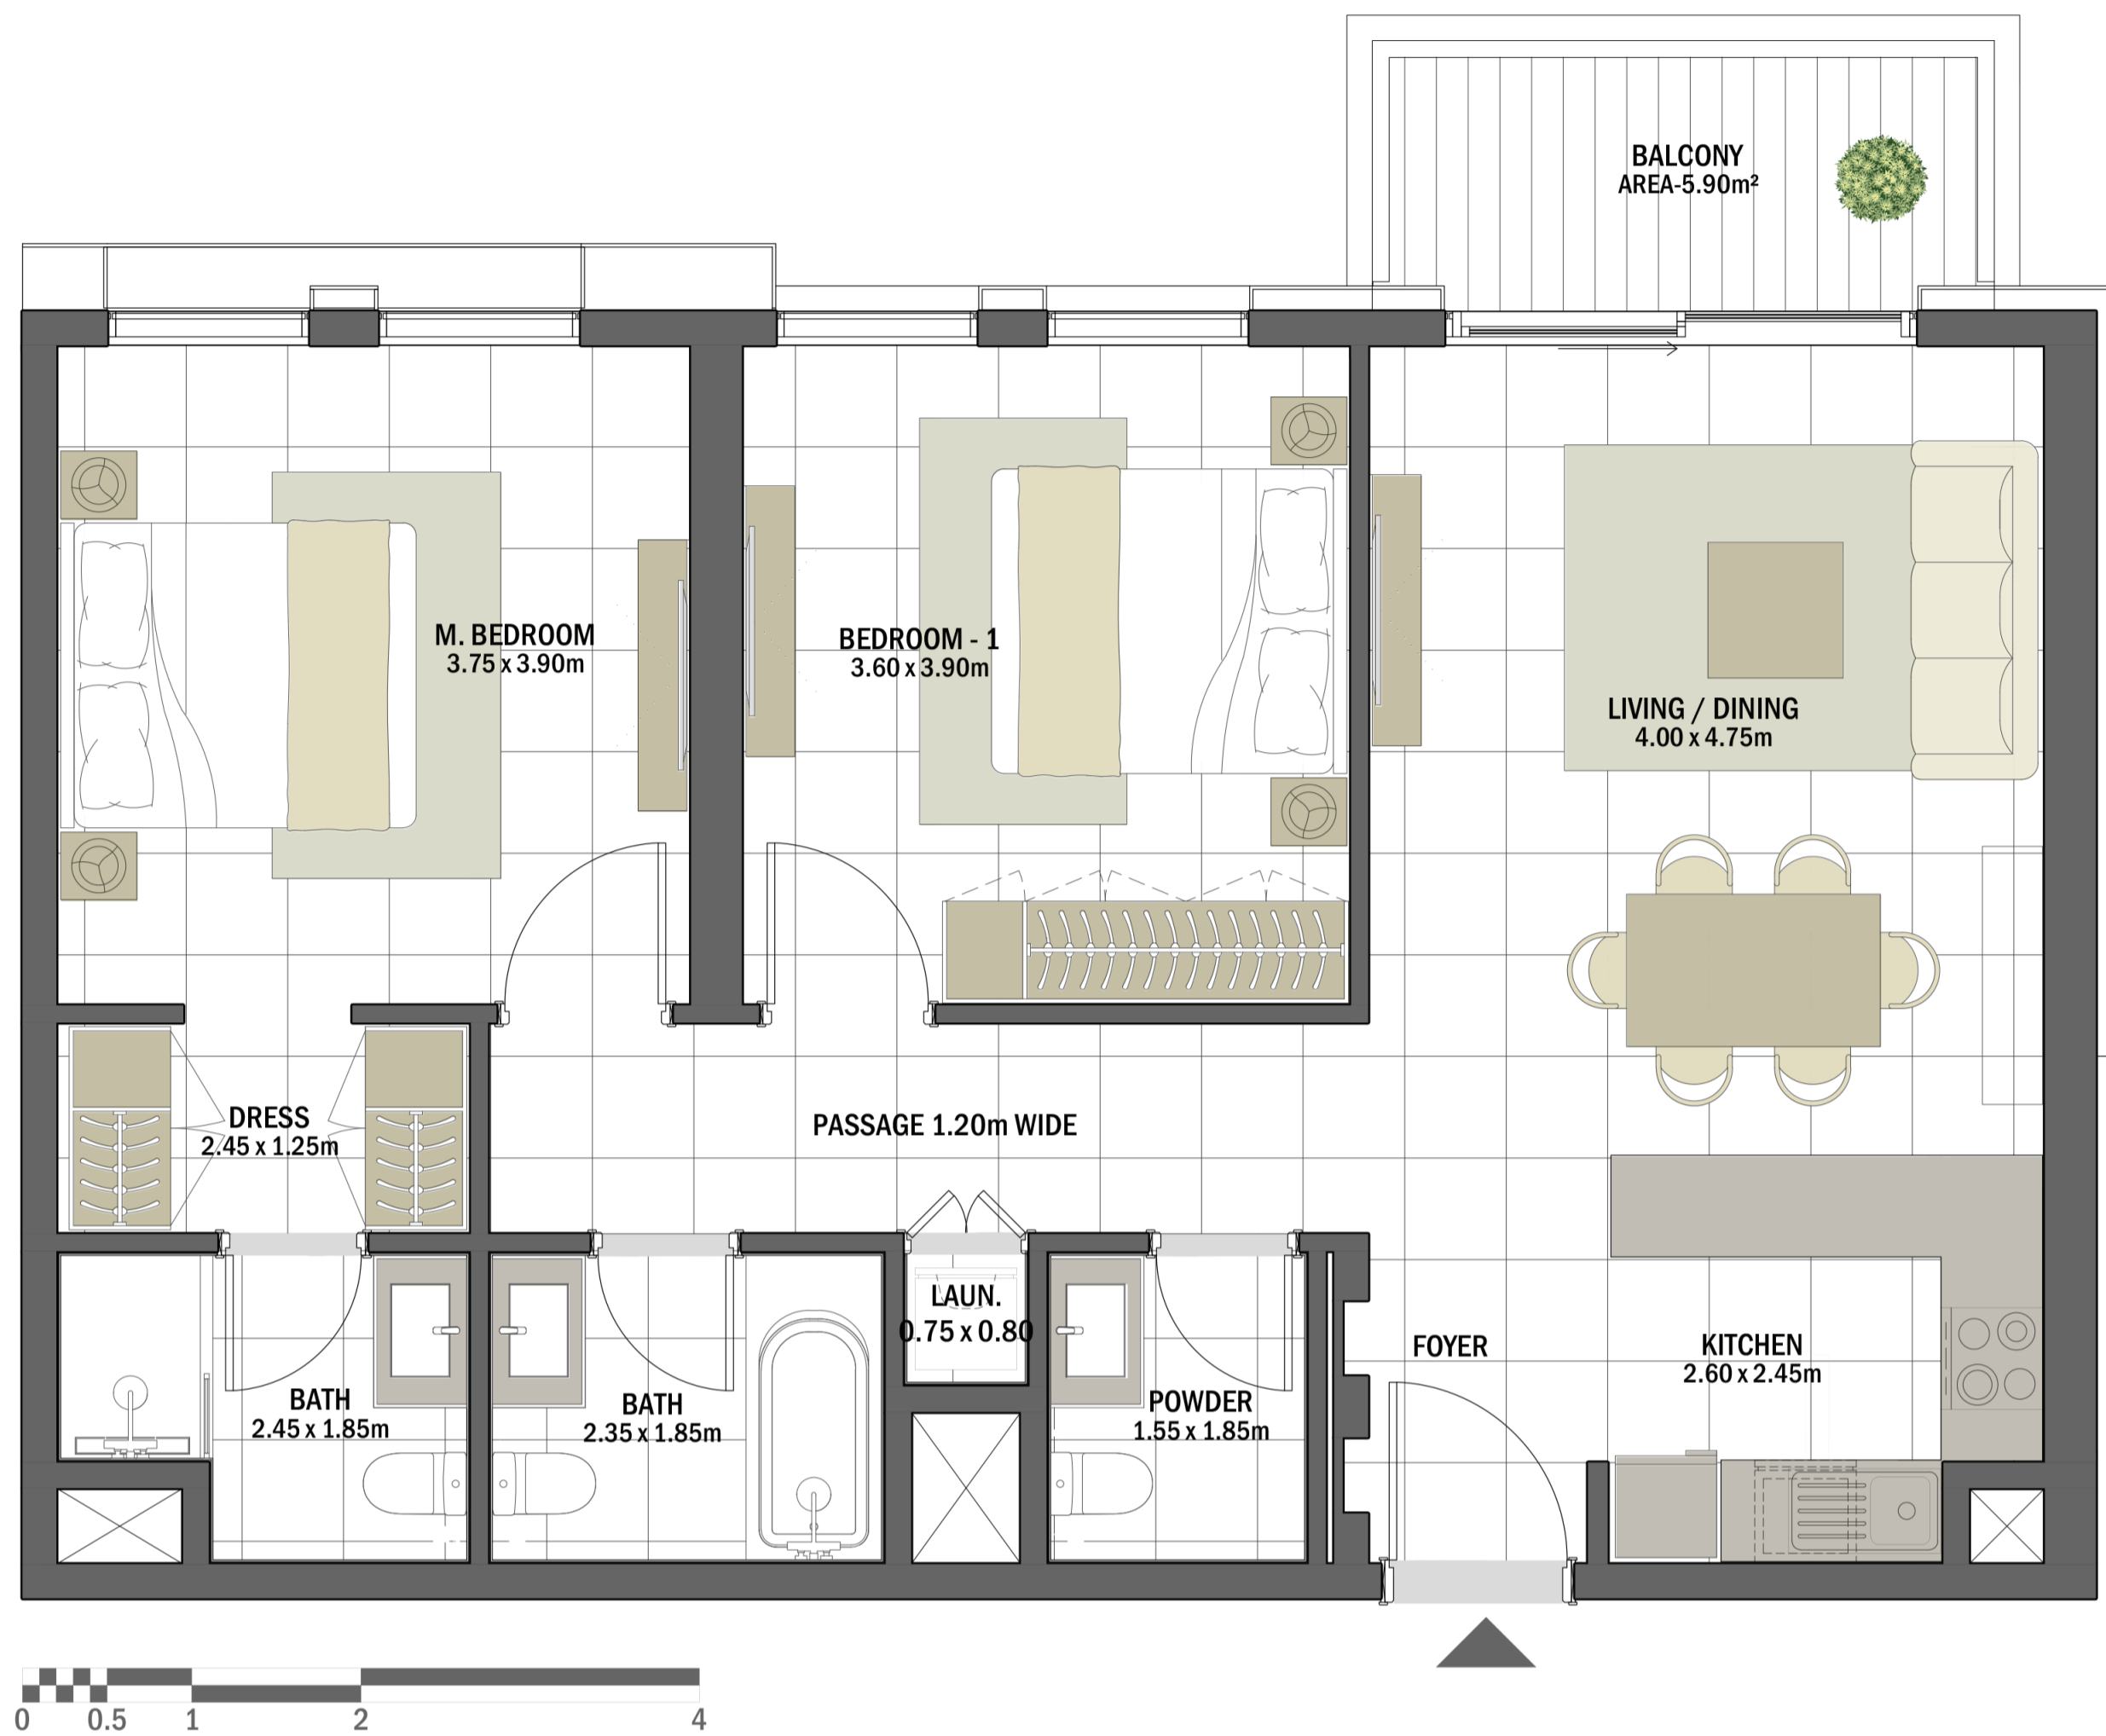 BALCONY
AREA-5.90m²
M. BEDROOM
3.75 x 3.90m
BEDROOM - 1
3.60 x 3.90m
LIVING / DINING
4.00 x 4.75m
DRESS
2.45 x 1.25m
PASSAGE 1.20m WIDE
LAUN.
0.75 x 0.80
FOYER
KITCHEN
2.60 x 2.45m
BATH
2.45 x 1.85m
BATH
2.35 x 1.85m
POWDER
1.55 x 1.85m
0 0.5 1 2 4